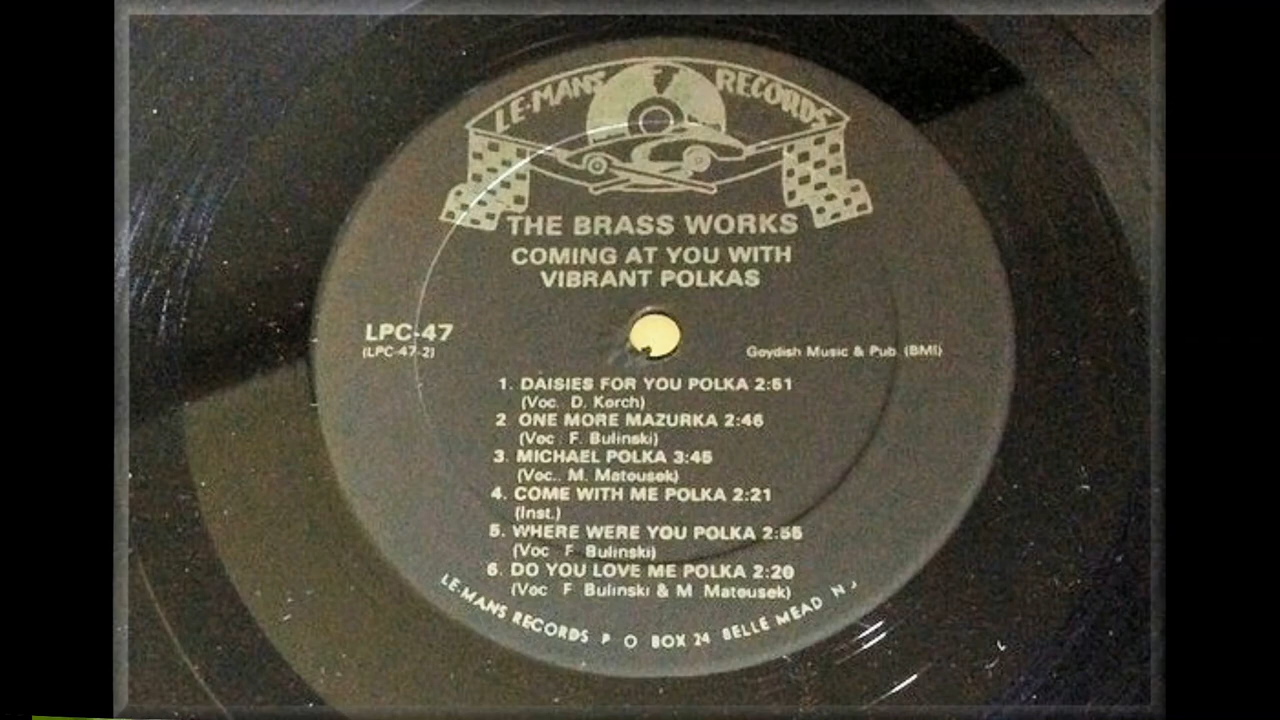 LE-MANS RECORDS
THE BRASS WORKS
COMING AT YOU WITH
VIBRANT POLKAS
LPC-47
(LPC-47-2)
Goydish Music & Pub. (BMI)
1. DAISIES FOR YOU POLKA 2:51
(Voc. D. Kerch)
2 ONE MORE MAZURKA 2:46
(Voc. F. Bulinski)
3. MICHAEL POLKA 3:45
(Voc. M. Matousek)
4. COME WITH ME POLKA 2:21
(Inst.)
5. WHERE WERE YOU POLKA 2:55
(Voc F Bulinski)
6. DO YOU LOVE ME POLKA 2:20
(Voc F Bulinski & M Matousek)
LE-MANS RECORDS P O BOX 24 BELLE MEAD N J